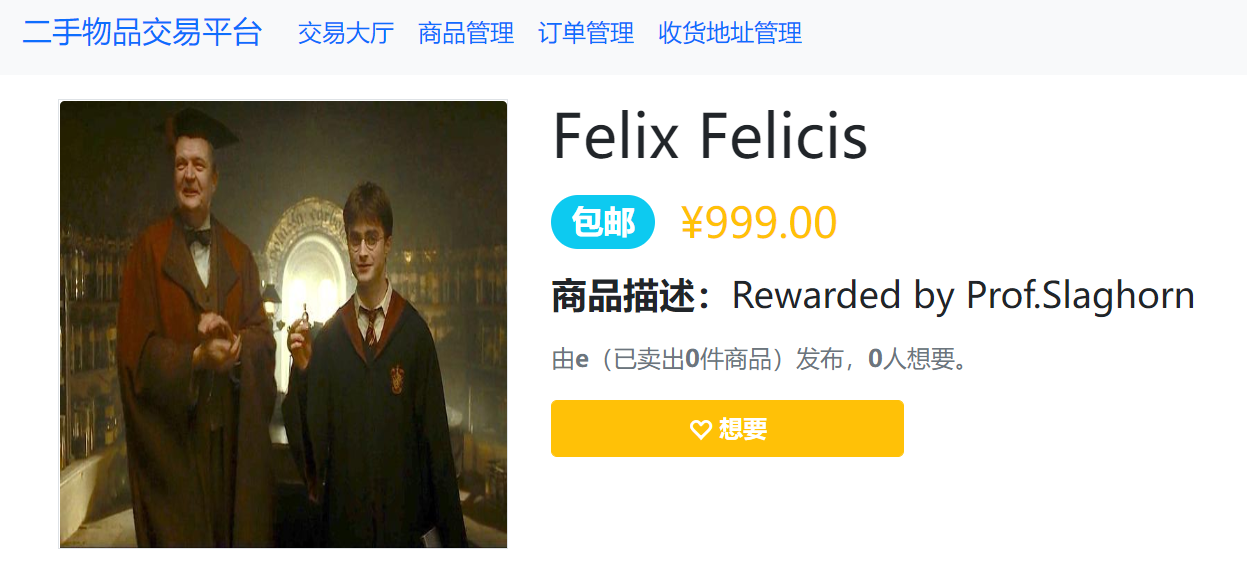 二手物品交易平台 交易大厅 商品管理 订单管理 收货地址管理
Felix Felicis
包邮 ¥999.00
商品描述：Rewarded by Prof.Slaghorn
由e（已卖出0件商品）发布，0人想要。
♡ 想要